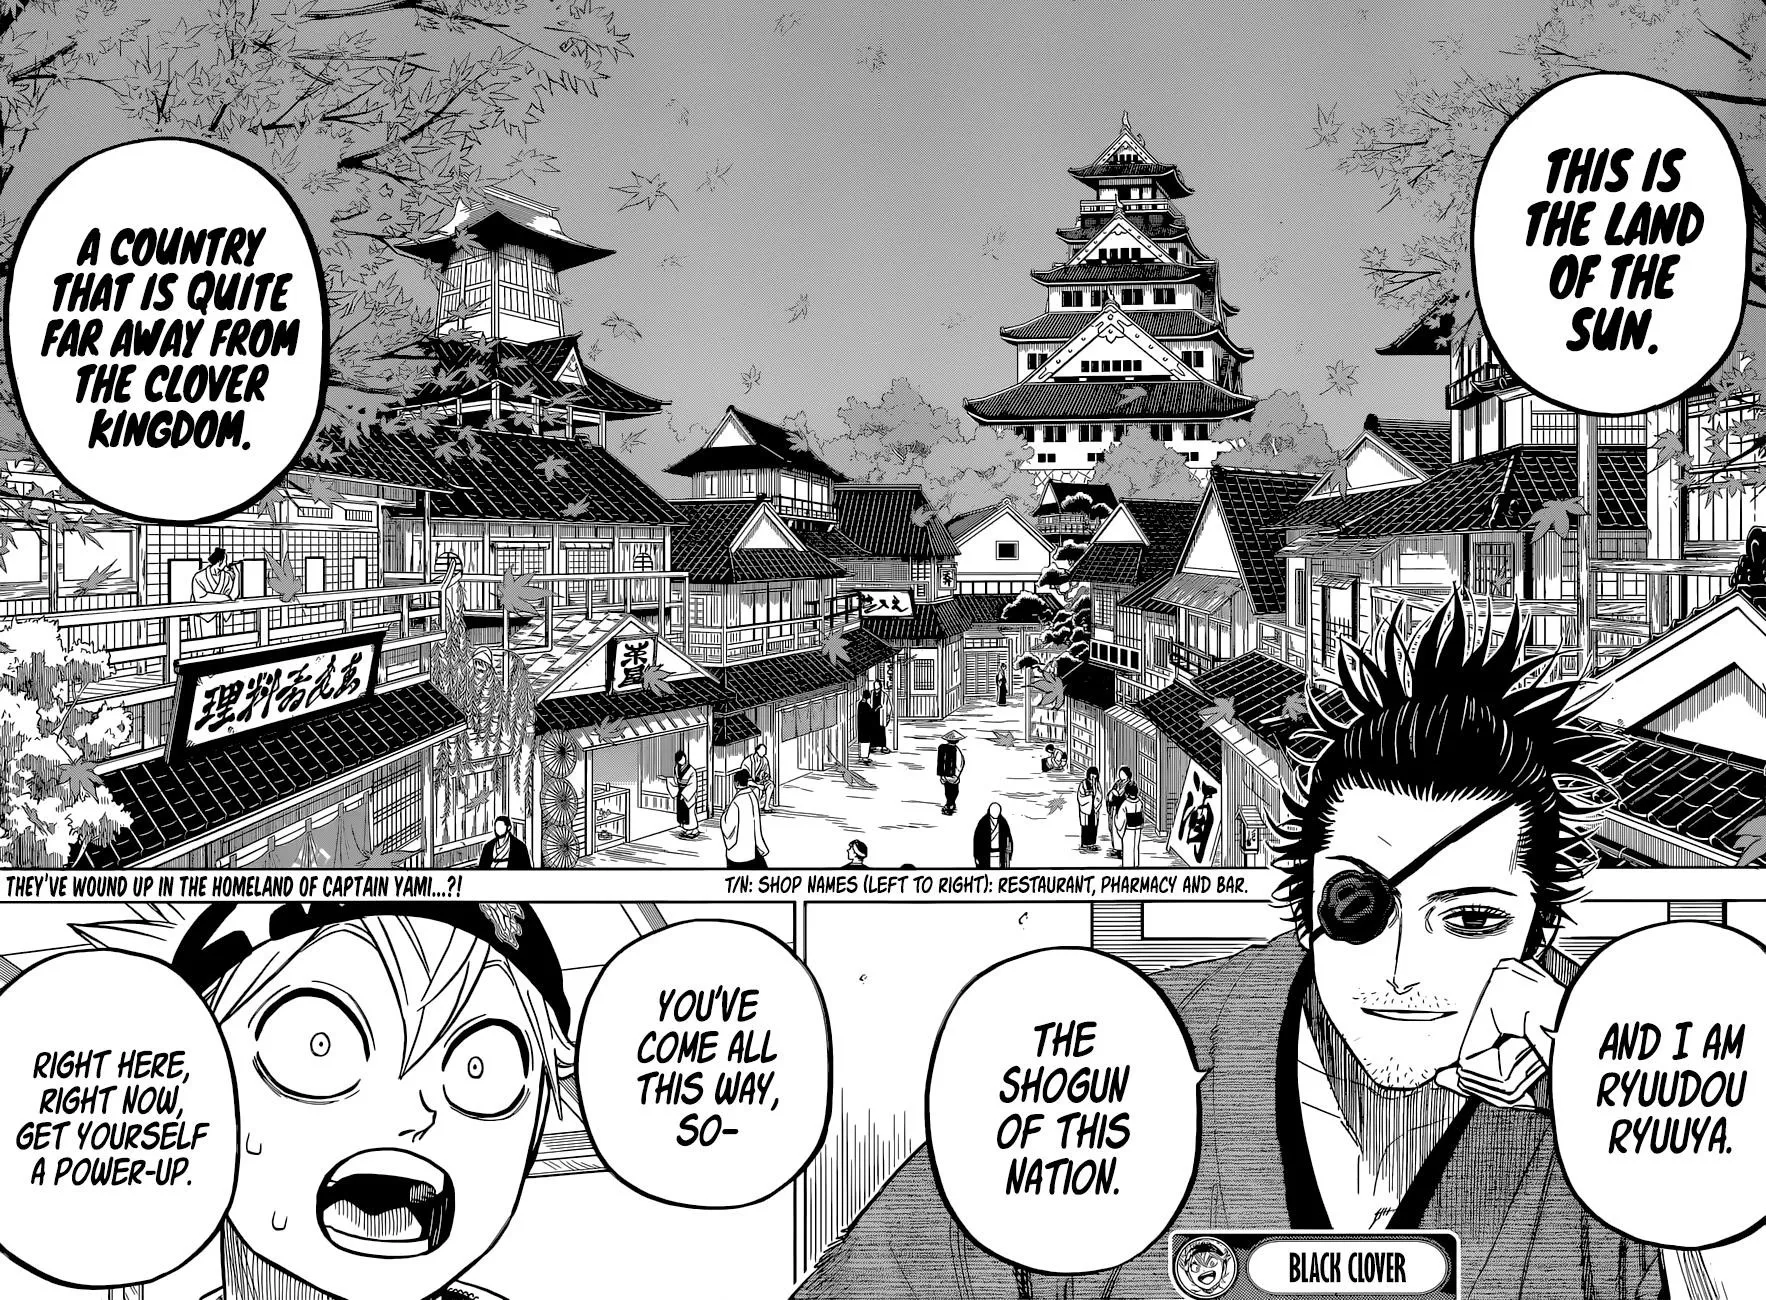 THIS IS
THE LAND
OF THE
SUN.
A COUNTRY
THAT IS QUITE
FAR AWAY FROM
THE CLOVER
KINGDOM.
料理
酒
THEY'VE WOUND UP IN THE HOMELAND OF CAPTAIN YAMI...?!
T/N: SHOP NAMES (LEFT TO RIGHT): RESTAURANT, PHARMACY AND BAR.
AND I AM
RYUUDOU
RYUUYA.
THE
SHOGUN
OF THIS
NATION.
YOU'VE
COME ALL
THIS WAY,
SO-
RIGHT HERE,
RIGHT NOW,
GET YOURSELF
A POWER-UP.
BLACK CLOVER